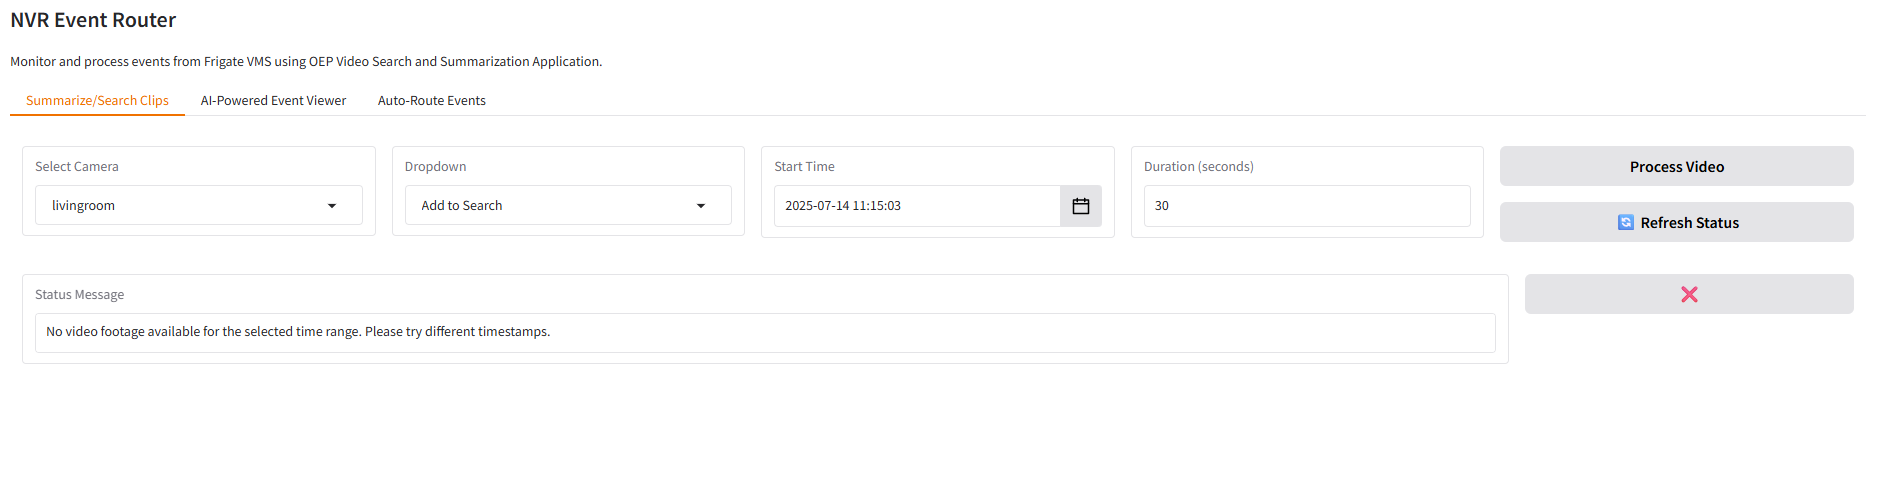 NVR Event Router
Monitor and process events from Frigate VMS using OEP Video Search and Summarization Application.
Summarize/Search Clips
AI-Powered Event Viewer
Auto-Route Events
Select Camera
livingroom
Dropdown
Add to Search
Start Time
2025-07-14 11:15:03
Duration (seconds)
30
Process Video
Refresh Status
Status Message
No video footage available for the selected time range. Please try different timestamps.